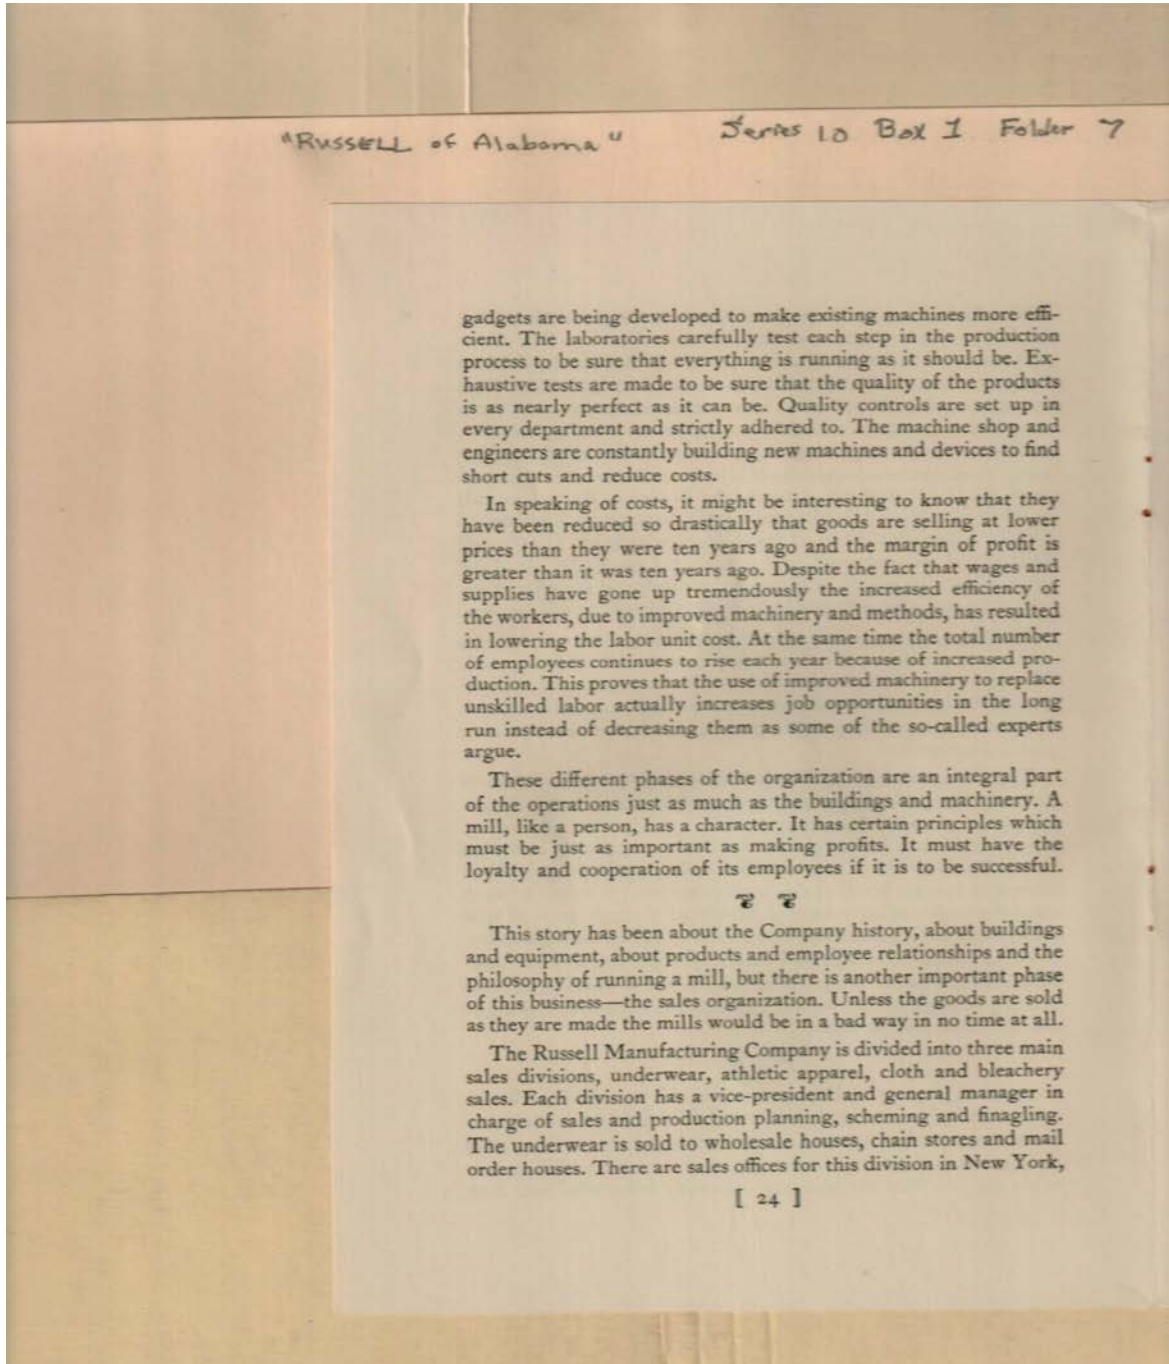 "RUSSELL of Alabama" Series 10 Box 1 Folder 7
gadgets are being developed to make existing machines more effi-
cient. The laboratories carefully test each step in the production
process to be sure that everything is running as it should be. Ex-
haustive tests are made to be sure that the quality of the products
is as nearly perfect as it can be. Quality controls are set up in
every department and strictly adhered to. The machine shop and
engineers are constantly building new machines and devices to find
short cuts and reduce costs.
In speaking of costs, it might be interesting to know that they
have been reduced so drastically that goods are selling at lower
prices than they were ten years ago and the margin of profit is
greater than it was ten years ago. Despite the fact that wages and
supplies have gone up tremendously the increased efficiency of
the workers, due to improved machinery and methods, has resulted
in lowering the labor unit cost. At the same time the total number
of employees continues to rise each year because of increased pro-
duction. This proves that the use of improved machinery to replace
unskilled labor actually increases job opportunities in the long
run instead of decreasing them as some of the so-called experts
argue.
These different phases of the organization are an integral part
of the operations just as much as the buildings and machinery. A
mill, like a person, has a character. It has certain principles which
must be just as important as making profits. It must have the
loyalty and cooperation of its employees if it is to be successful.
This story has been about the Company history, about buildings
and equipment, about products and employee relationships and the
philosophy of running a mill, but there is another important phase
of this business—the sales organization. Unless the goods are sold
as they are made the mills would be in a bad way in no time at all.
The Russell Manufacturing Company is divided into three main
sales divisions, underwear, athletic apparel, cloth and bleachery
sales. Each division has a vice-president and general manager in
charge of sales and production planning, scheming and finagling.
The underwear is sold to wholesale houses, chain stores and mail
order houses. There are sales offices for this division in New York,
[ 24 ]